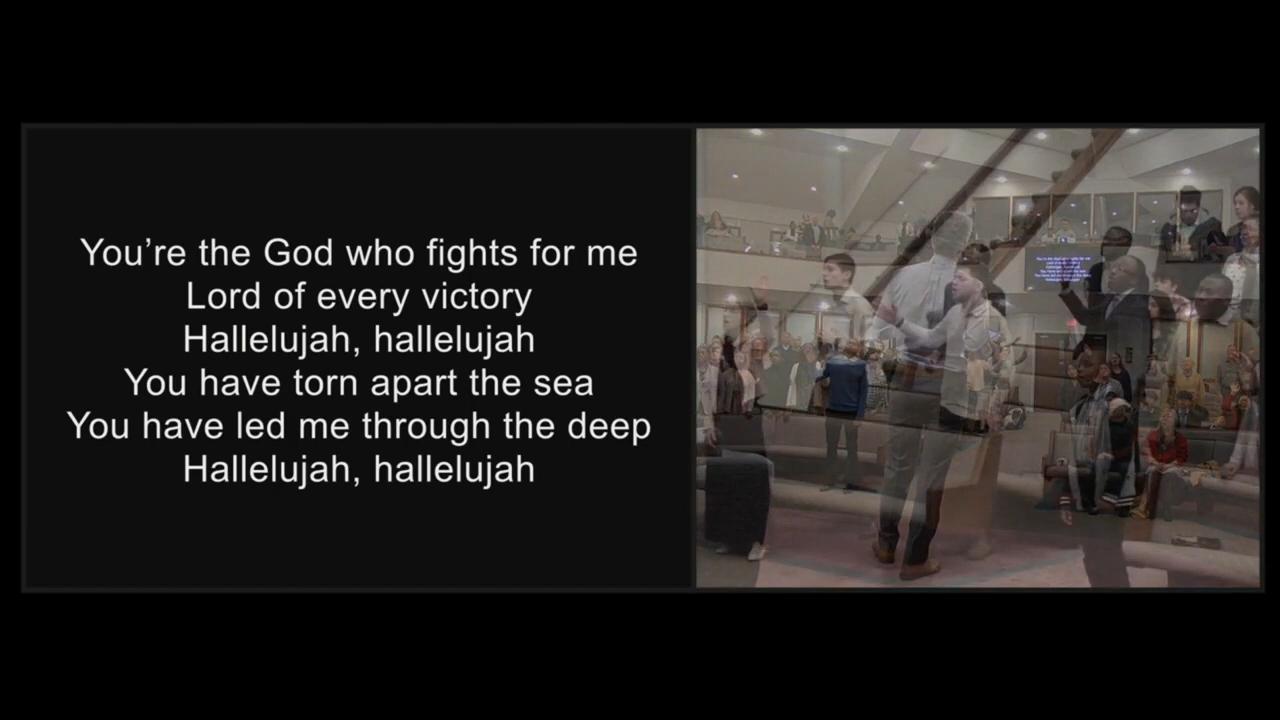 You’re the God who fights for me
Lord of every victory
Hallelujah, hallelujah
You have torn apart the sea
You have led me through the deep
Hallelujah, hallelujah